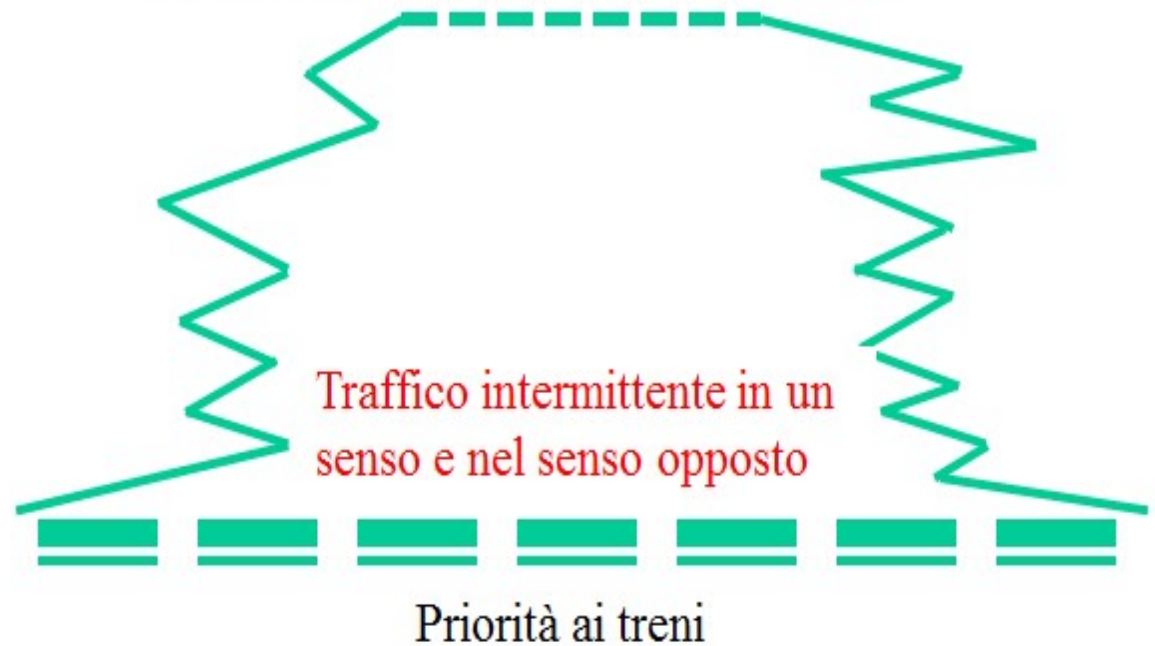 Traffico intermittente in un
senso e nel senso opposto
Priorità ai treni